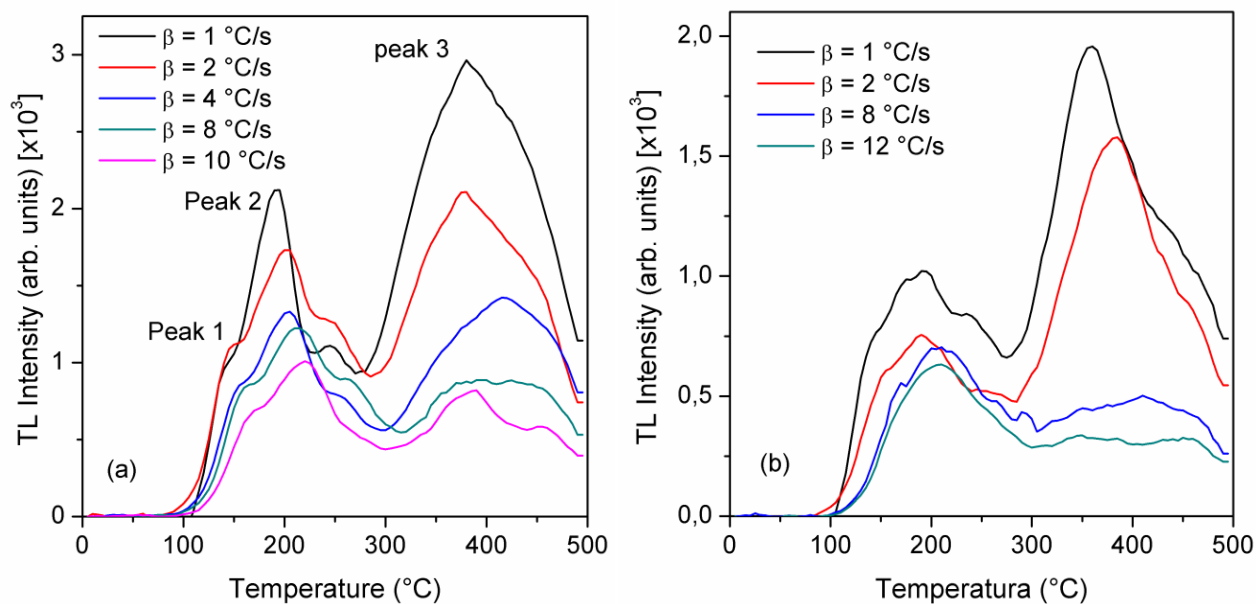 TL Intensity (arb. units) [x10³]
3
2
1
0
β = 1 °C/s
β = 2 °C/s
β = 4 °C/s
β = 8 °C/s
β = 10 °C/s
peak 3
Peak 2
Peak 1
(a)
0 100 200 300 400 500
Temperature (°C)
TL Intensity (arb. units) [x10³]
2,0
1,5
1,0
0,5
0,0
β = 1 °C/s
β = 2 °C/s
β = 8 °C/s
β = 12 °C/s
(b)
0 100 200 300 400 500
Temperatura (°C)